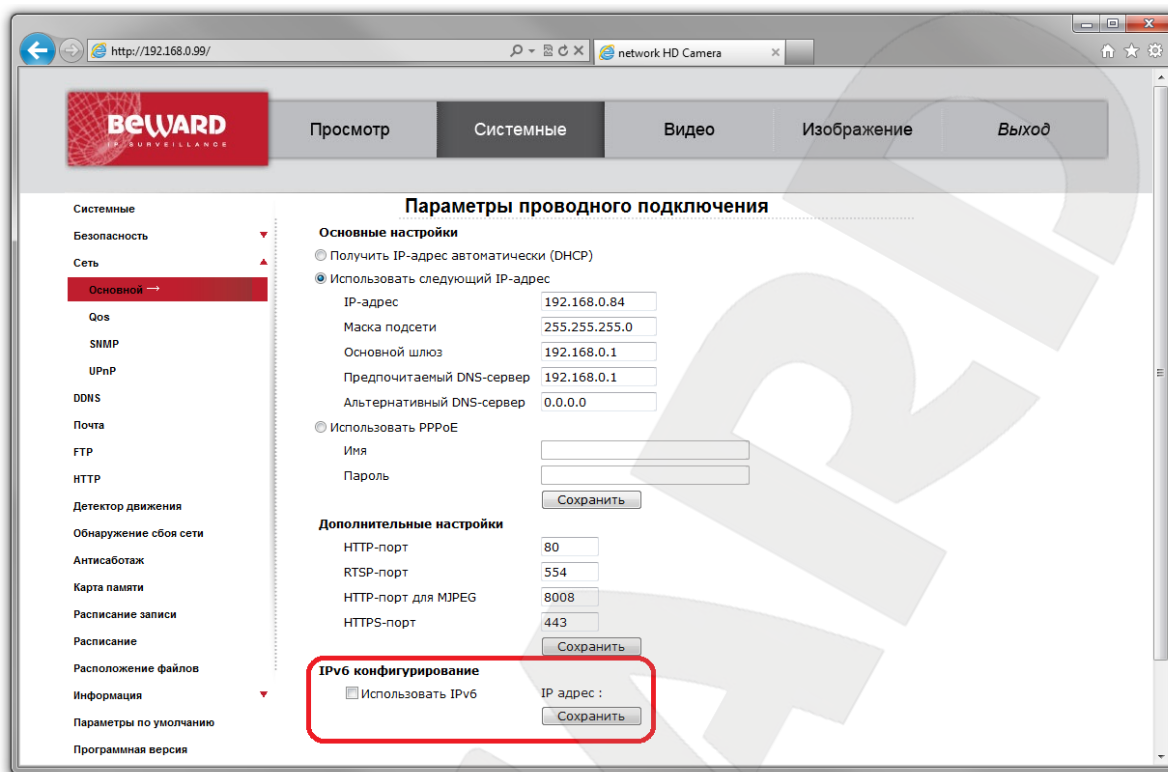 http://192.168.0.99/
network HD Camera
BEWARD
IP SURVEILLANCE
Просмотр
Системные
Видео
Изображение
Выход
Системные
Безопасность
Сеть
Основной →
Qos
SNMP
UPnP
DDNS
Почта
FTP
HTTP
Детектор движения
Обнаружение сбоя сети
Антисаботаж
Карта памяти
Расписание записи
Расписание
Расположение файлов
Информация
Параметры по умолчанию
Программная версия
Параметры проводного подключения
Основные настройки
Получить IP-адрес автоматически (DHCP)
Использовать следующий IP-адрес
IP-адрес 192.168.0.84
Маска подсети 255.255.255.0
Основной шлюз 192.168.0.1
Предпочитаемый DNS-сервер 192.168.0.1
Альтернативный DNS-сервер 0.0.0.0
Использовать PPPoE
Имя
Пароль
Сохранить
Дополнительные настройки
HTTP-порт 80
RTSP-порт 554
HTTP-порт для MJPEG 8008
HTTPS-порт 443
Сохранить
IPv6 конфигурирование
Использовать IPv6 IP адрес :
Сохранить